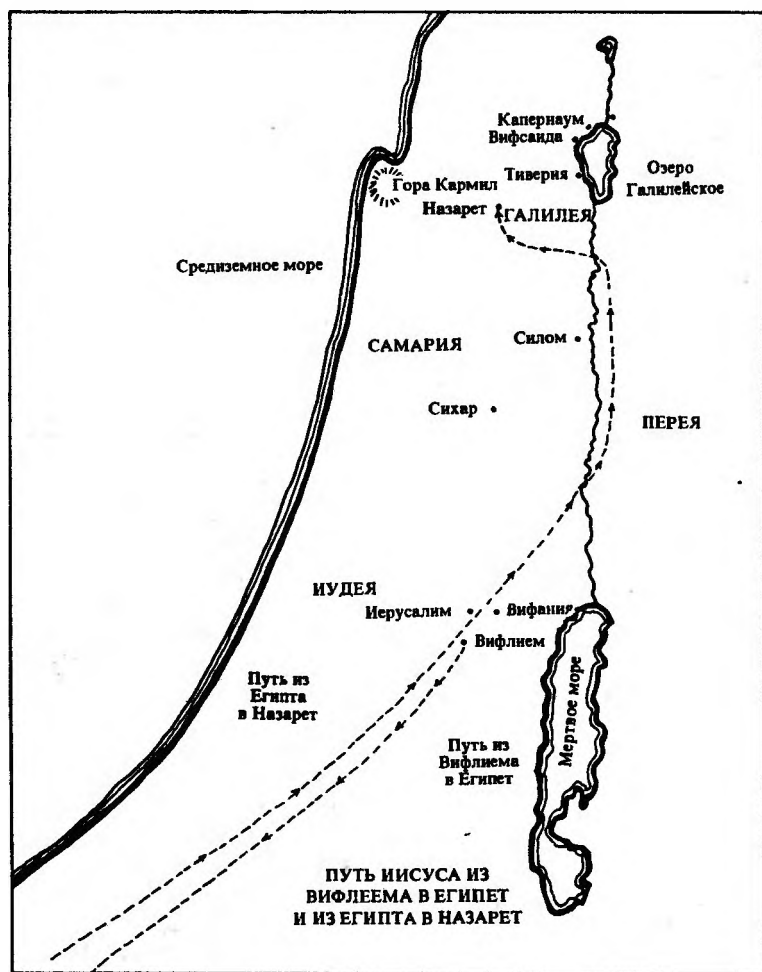 Капернаум
Вифсаида
Тиверия
Озеро
Галилейское
Гора Кармил
Назарет
ГАЛИЛЕЯ
Средиземное море
САМАРИЯ
Силом
Сихар
ПЕРЕЯ
ИУДЕЯ
Иерусалим
Вифания
Вифлием
Путь из
Египта
в Назарет
Путь из
Вифлиема
в Египет
Мертвое море
ПУТЬ ИИСУСА ИЗ
ВИФЛЕЕМА В ЕГИПЕТ
И ИЗ ЕГИПТА В НАЗАРЕТ